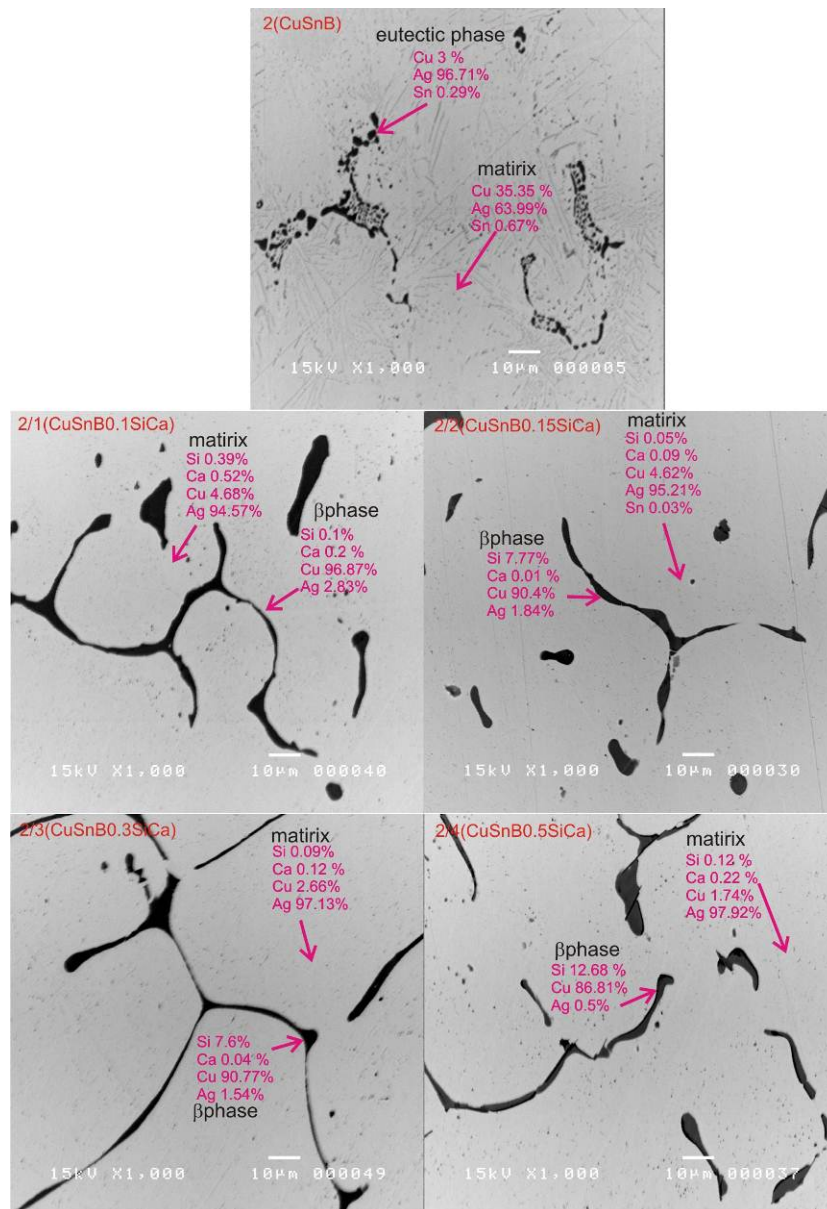 2(CuSnB)
eutectic phase
Cu 3 %
Ag 96.71%
Sn 0.29%
matirix
Cu 35.35 %
Ag 63.99%
Sn 0.67%
15kV X1,000 10µm 000005
2/1(CuSnB0.1SiCa)
matirix
Si 0.39%
Ca 0.52%
Cu 4.68%
Ag 94.57%
βphase
Si 0.1%
Ca 0.2 %
Cu 96.87%
Ag 2.83%
15kV X1,000 10µm 000040
2/2(CuSnB0.15SiCa)
matirix
Si 0.05%
Ca 0.09 %
Cu 4.62%
Ag 95.21%
Sn 0.03%
βphase
Si 7.77%
Ca 0.01 %
Cu 90.4%
Ag 1.84%
15kV X1,000 10µm 000030
2/3(CuSnB0.3SiCa)
matirix
Si 0.09%
Ca 0.12 %
Cu 2.66%
Ag 97.13%
Si 7.6%
Ca 0.04 %
Cu 90.77%
Ag 1.54%
βphase
15kV X1,000 10µm 000049
2/4(CuSnB0.5SiCa)
matirix
Si 0.12 %
Ca 0.22 %
Cu 1.74%
Ag 97.92%
βphase
Si 12.68 %
Cu 86.81%
Ag 0.5%
15kV X1,000 10µm 000037